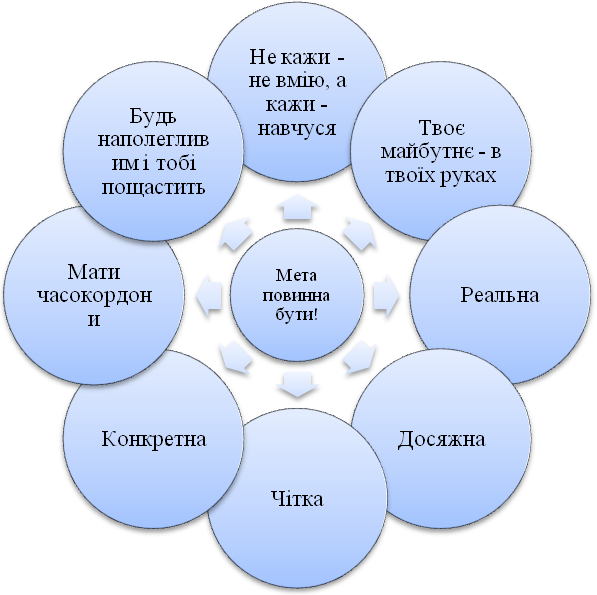 Не кажи -
не вмію, а
кажи -
навчуся
Твоє
майбутнє - в
твоїх руках
Реальна
Досяжна
Чітка
Конкретна
Мати
часокордон
и
Будь
наполеглив
им і тобі
пощастить
Мета
повинна
бути!